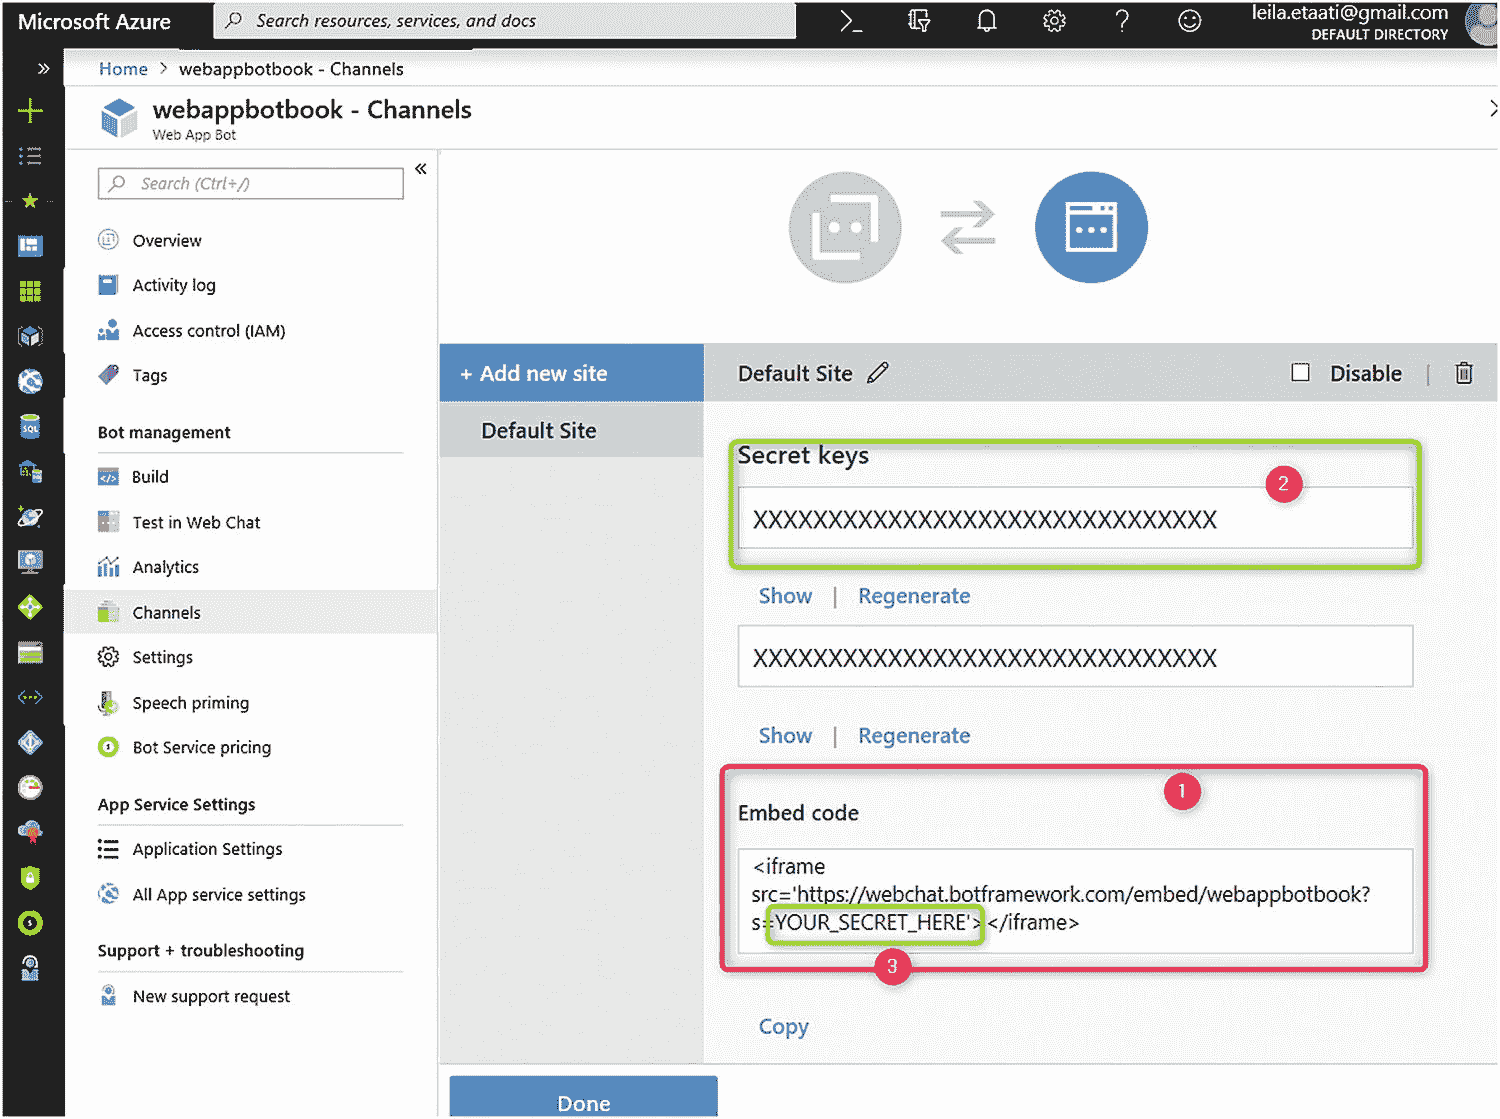 Microsoft Azure
Search resources, services, and docs
leila.etaati@gmail.com
DEFAULT DIRECTORY
Home > webappbotbook - Channels
webappbotbook - Channels
Web App Bot
Search (Ctrl+/)
Overview
Activity log
Access control (IAM)
Tags
Bot management
Build
Test in Web Chat
Analytics
Channels
Settings
Speech priming
Bot Service pricing
App Service Settings
Application Settings
All App service settings
Support + troubleshooting
New support request
+ Add new site
Default Site
Default Site
Disable
Secret keys
2
XXXXXXXXXXXXXXXXXXXXXXXXXXXXXXX
Show | Regenerate
XXXXXXXXXXXXXXXXXXXXXXXXXXXXXXX
Show | Regenerate
1
Embed code
<iframe
src='https://webchat.botframework.com/embed/webappbotbook?
s=YOUR_SECRET_HERE'></iframe>
3
Copy
Done